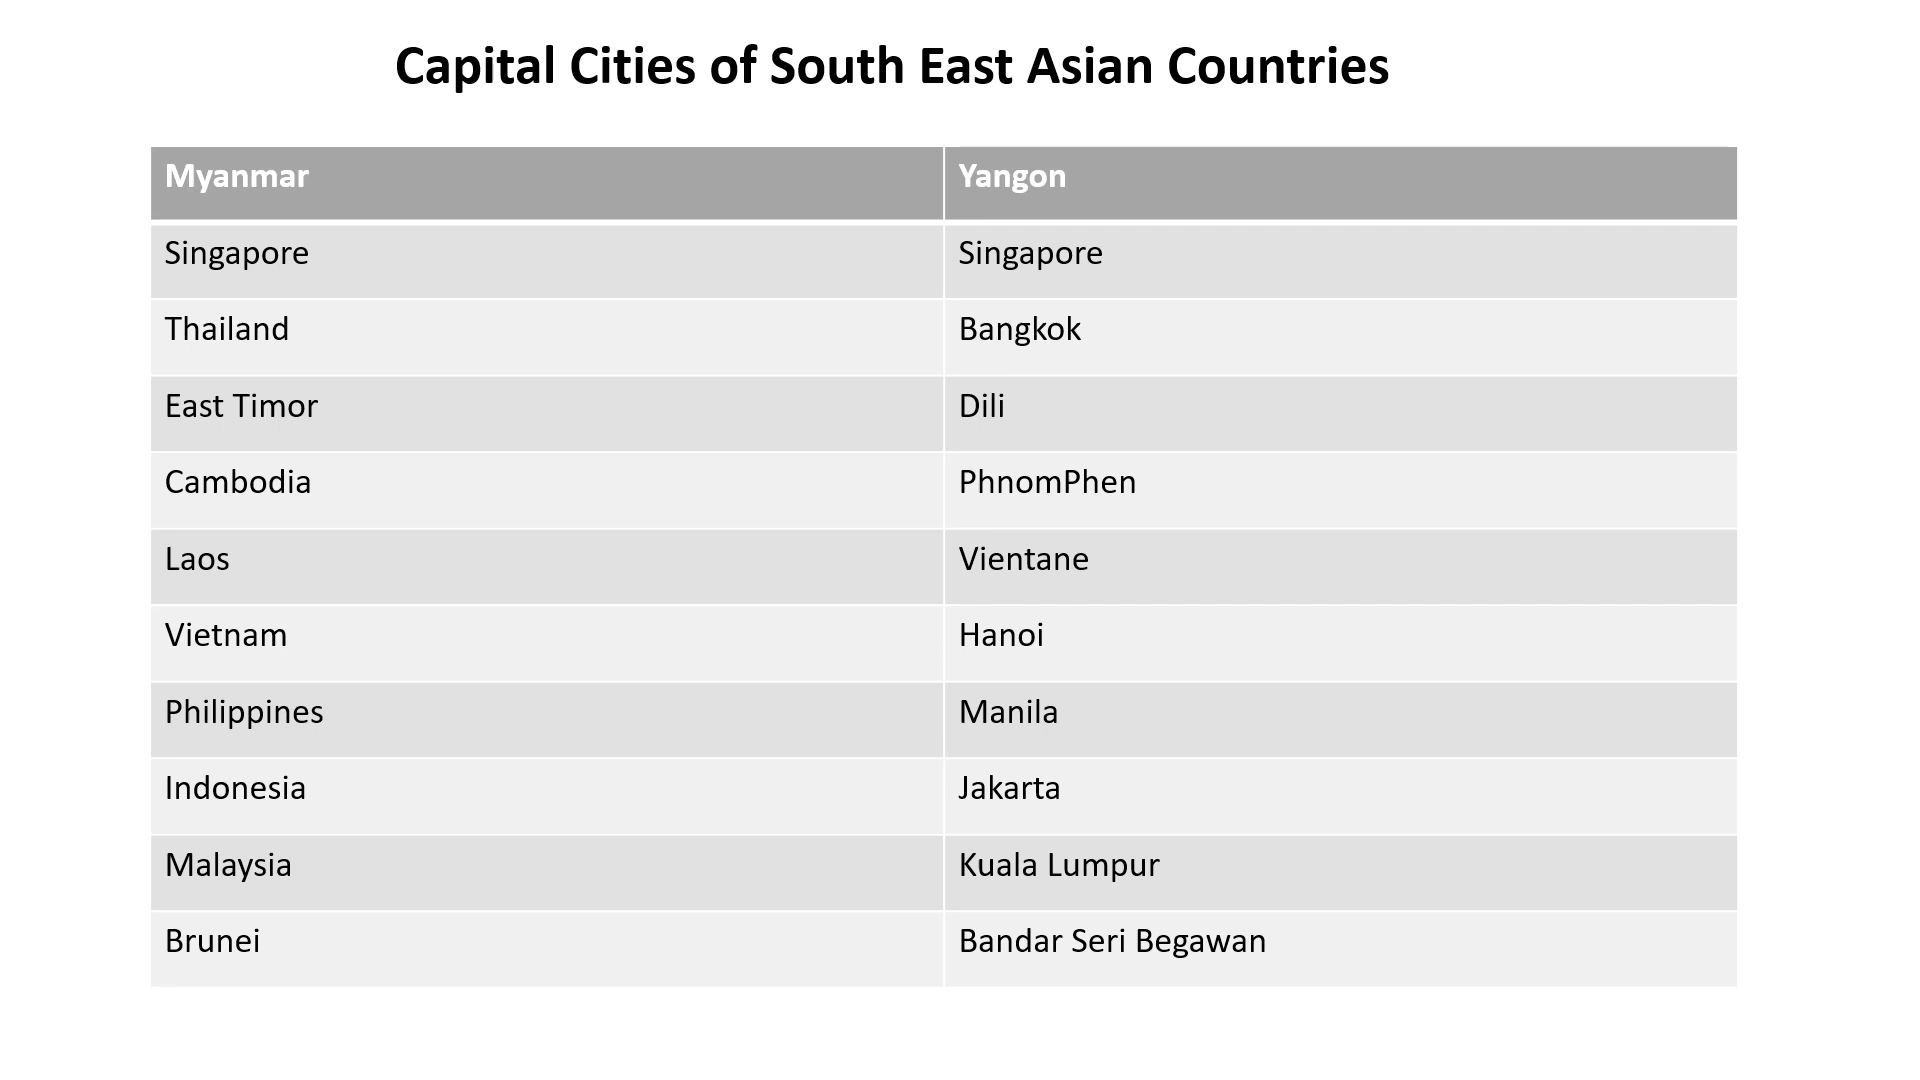 Capital Cities of South East Asian Countries
Myanmar Yangon
Singapore Singapore
Thailand Bangkok
East Timor Dili
Cambodia PhnomPhen
Laos Vientane
Vietnam Hanoi
Philippines Manila
Indonesia Jakarta
Malaysia Kuala Lumpur
Brunei Bandar Seri Begawan